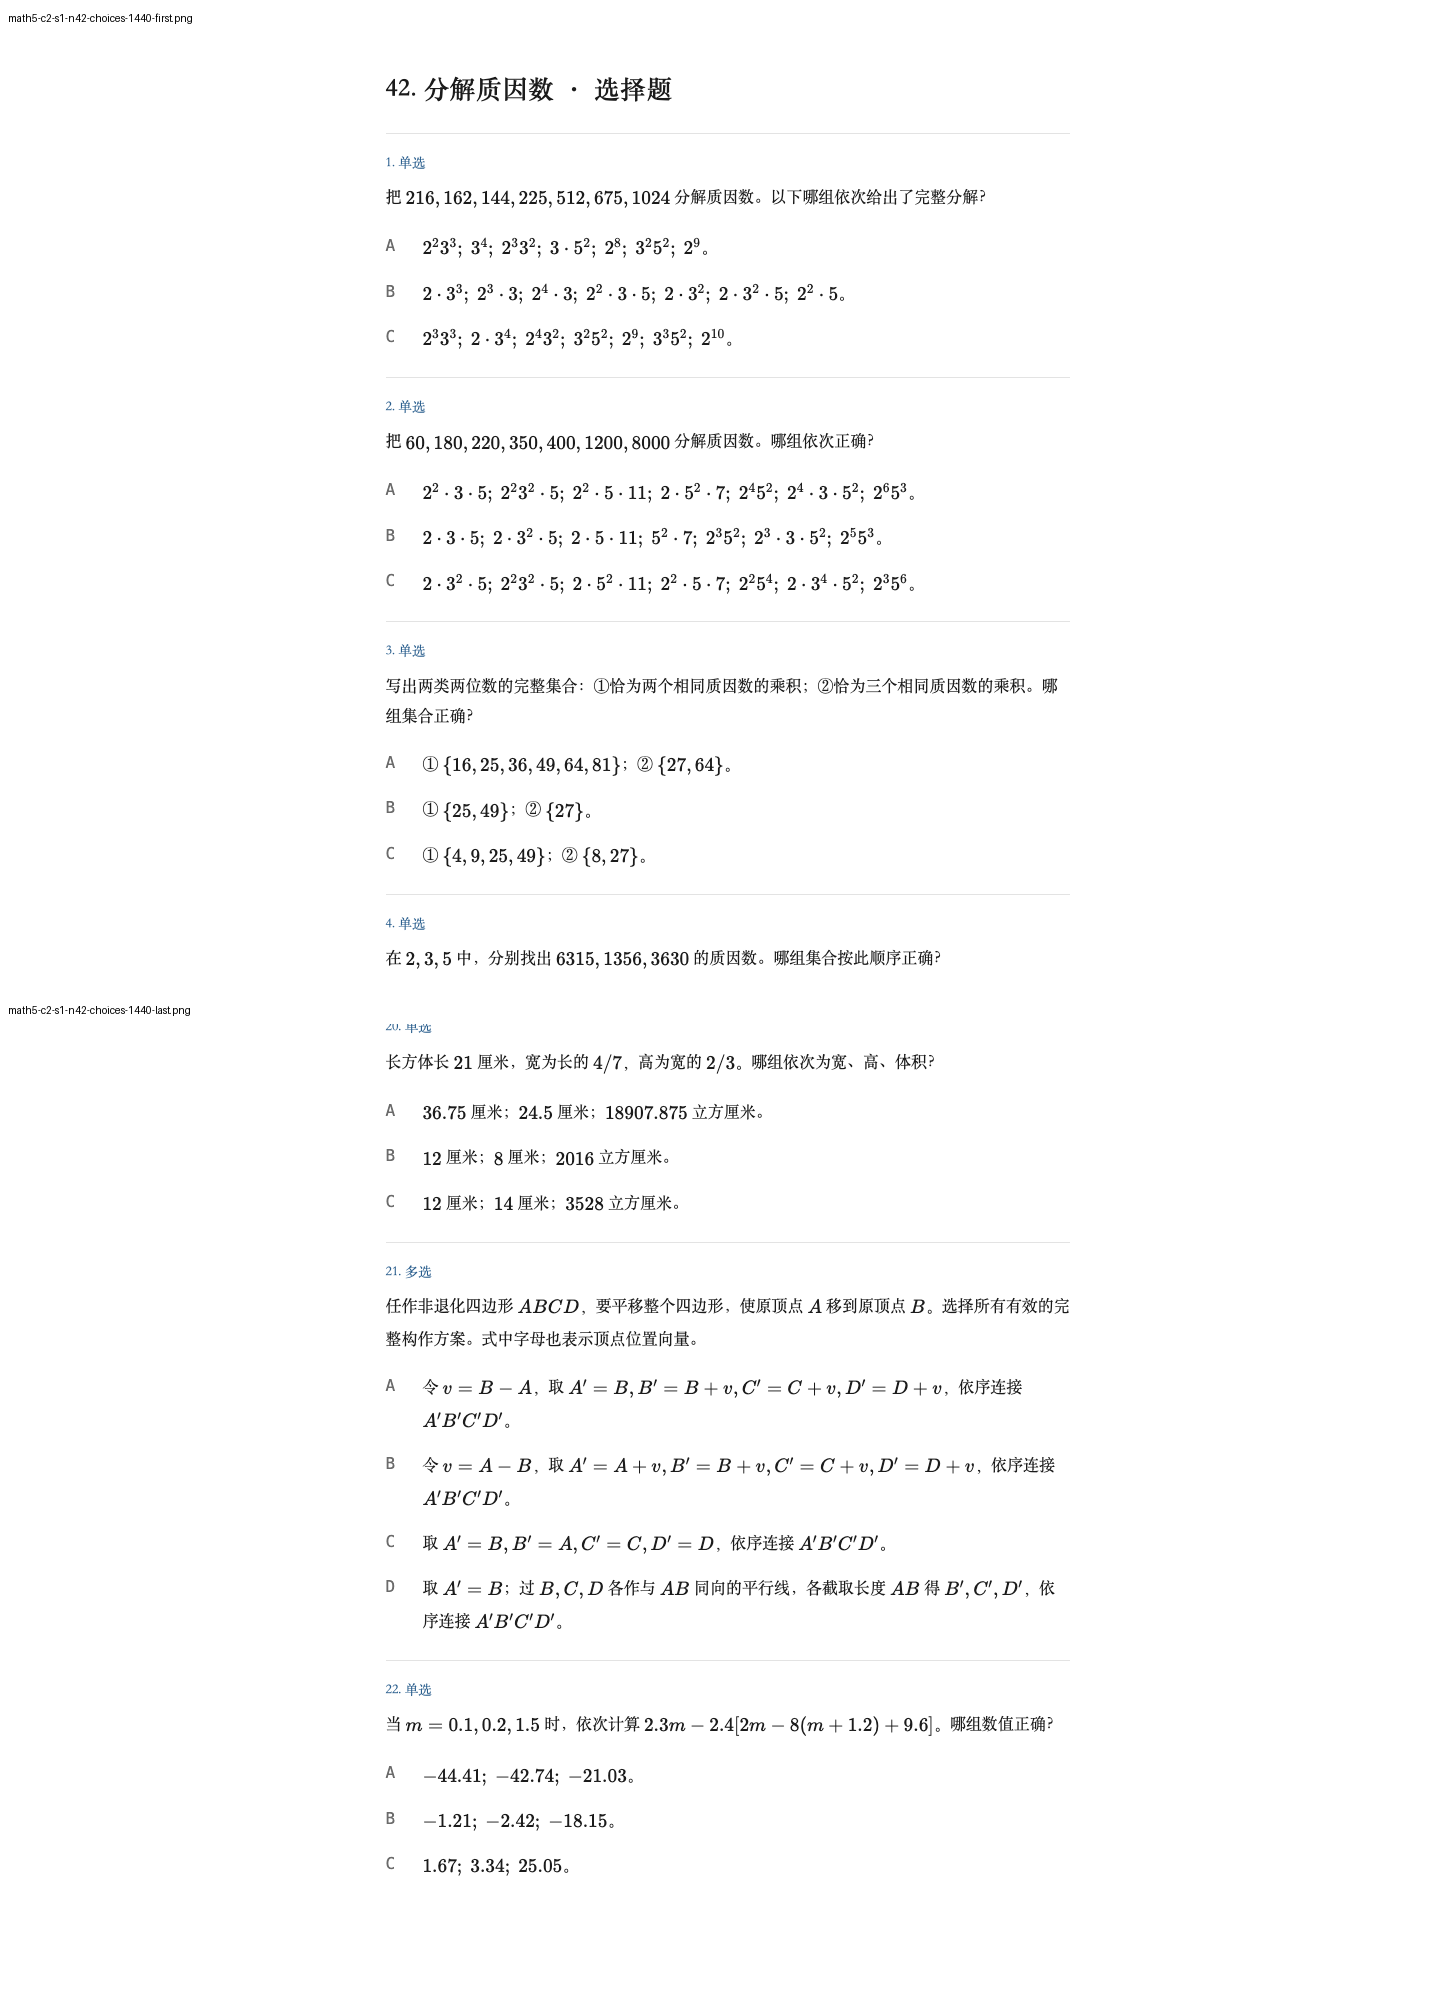 math5-c2-s1-n42-choices-1440-first.png
42. 分解质因数 · 选择题
1. 单选
把 216, 162, 144, 225, 512, 675, 1024 分解质因数。以下哪组依次给出了完整分解？
A 2²3³; 3⁴; 2³3²; 3 · 5²; 2⁸; 3²5²; 2⁹。
B 2 · 3³; 2³ · 3; 2⁴ · 3; 2² · 3 · 5; 2 · 3²; 2 · 3² · 5; 2² · 5。
C 2³3³; 2 · 3⁴; 2⁴3²; 3²5²; 2⁹; 3³5²; 2¹⁰。
2. 单选
把 60, 180, 220, 350, 400, 1200, 8000 分解质因数。哪组依次正确？
A 2² · 3 · 5; 2²3² · 5; 2² · 5 · 11; 2 · 5² · 7; 2⁴5²; 2⁴ · 3 · 5²; 2⁶5³。
B 2 · 3 · 5; 2 · 3² · 5; 2 · 5 · 11; 5² · 7; 2³5²; 2³ · 3 · 5²; 2⁵5³。
C 2 · 3² · 5; 2²3² · 5; 2 · 5² · 11; 2² · 5 · 7; 2²5⁴; 2 · 3⁴ · 5²; 2³5⁶。
3. 单选
写出两类两位数的完整集合：①恰为两个相同质因数的乘积；②恰为三个相同质因数的乘积。哪
组集合正确？
A ① {16, 25, 36, 49, 64, 81}；② {27, 64}。
B ① {25, 49}；② {27}。
C ① {4, 9, 25, 49}；② {8, 27}。
4. 单选
在 2, 3, 5 中，分别找出 6315, 1356, 3630 的质因数。哪组集合按此顺序正确？
math5-c2-s1-n42-choices-1440-last.png
20. 单选
长方体长 21 厘米，宽为长的 4/7，高为宽的 2/3。哪组依次为宽、高、体积？
A 36.75 厘米；24.5 厘米；18907.875 立方厘米。
B 12 厘米；8 厘米；2016 立方厘米。
C 12 厘米；14 厘米；3528 立方厘米。
21. 多选
任作非退化四边形 ABCD，要平移整个四边形，使原顶点 A 移到原顶点 B。选择所有有效的完
整构作方案。式中字母也表示顶点位置向量。
A 令 v = B − A，取 A′ = B, B′ = B + v, C′ = C + v, D′ = D + v，依序连接
A′B′C′D′。
B 令 v = A − B，取 A′ = A + v, B′ = B + v, C′ = C + v, D′ = D + v，依序连接
A′B′C′D′。
C 取 A′ = B, B′ = A, C′ = C, D′ = D，依序连接 A′B′C′D′。
D 取 A′ = B；过 B, C, D 各作与 AB 同向的平行线，各截取长度 AB 得 B′, C′, D′，依
序连接 A′B′C′D′。
22. 单选
当 m = 0.1, 0.2, 1.5 时，依次计算 2.3m − 2.4[2m − 8(m + 1.2) + 9.6]。哪组数值正确？
A −44.41; −42.74; −21.03。
B −1.21; −2.42; −18.15。
C 1.67; 3.34; 25.05。